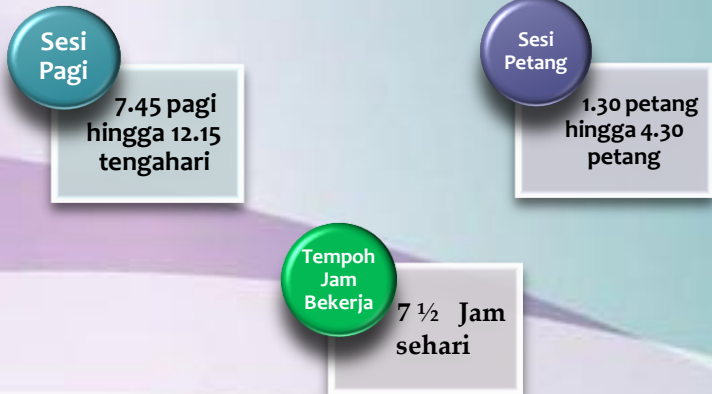 Sesi
Pagi
7.45 pagi
hingga 12.15
tengahari
Sesi
Petang
1.30 petang
hingga 4.30
petang
Tempoh
Jam
Bekerja
7 ½ Jam
sehari